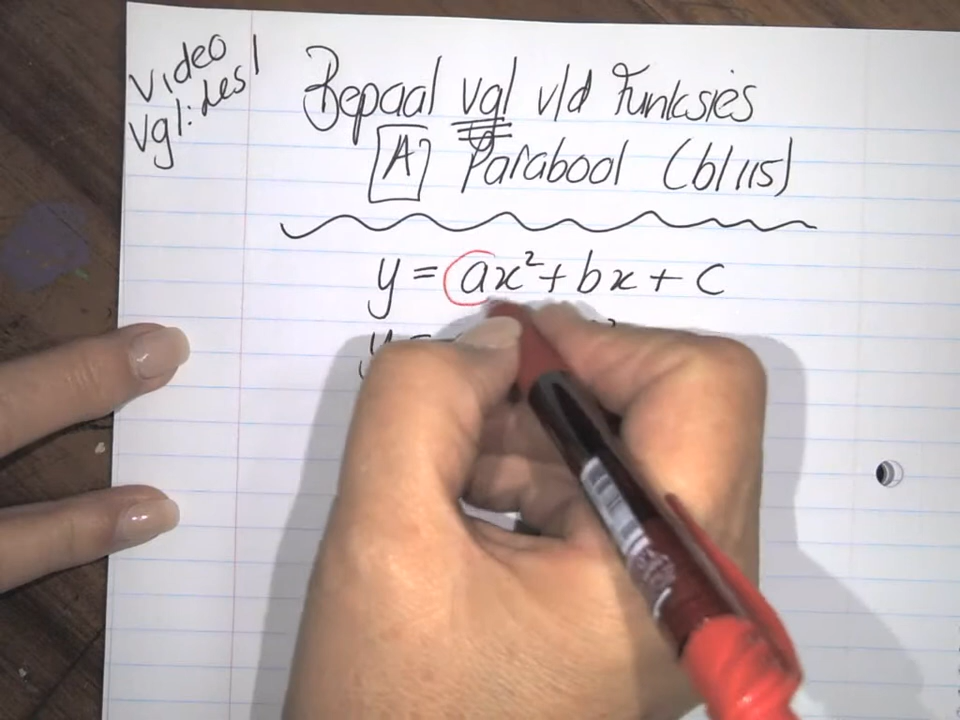 video
vgl: les 1
Bepaal vgl v/d Funksies
A Parabool (bl 115)
y = ax² + bx + c
y =